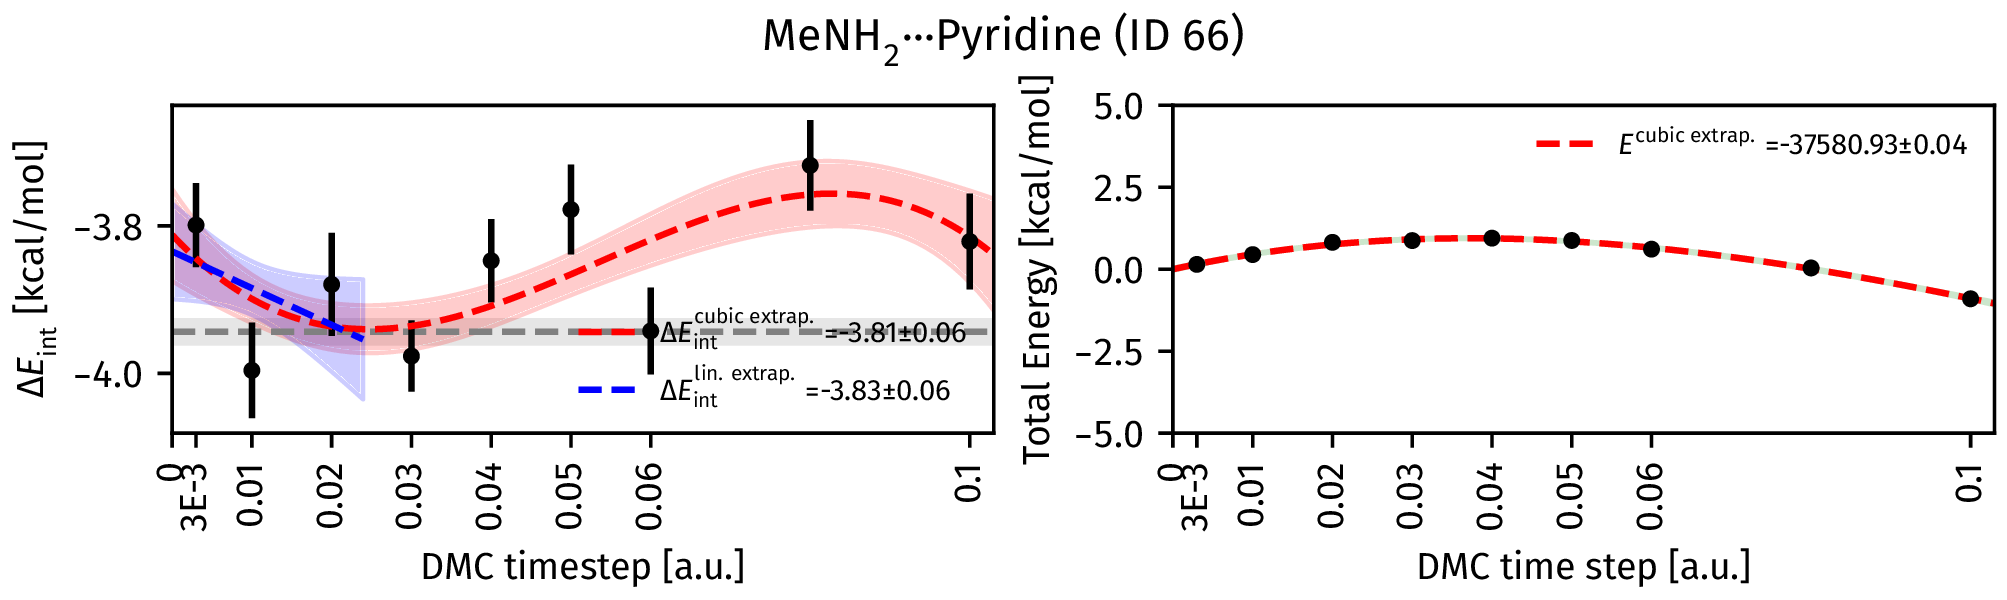 MeNH₂···Pyridine (ID 66)
ΔE_int [kcal/mol]
−3.8
−4.0
ΔE_int^cubic extrap. =-3.81±0.06
ΔE_int^lin. extrap. =-3.83±0.06
0
3E-3
0.01
0.02
0.03
0.04
0.05
0.06
0.1
DMC timestep [a.u.]
Total Energy [kcal/mol]
5.0
2.5
0.0
−2.5
−5.0
E^cubic extrap. =-37580.93±0.04
0
3E-3
0.01
0.02
0.03
0.04
0.05
0.06
0.1
DMC time step [a.u.]